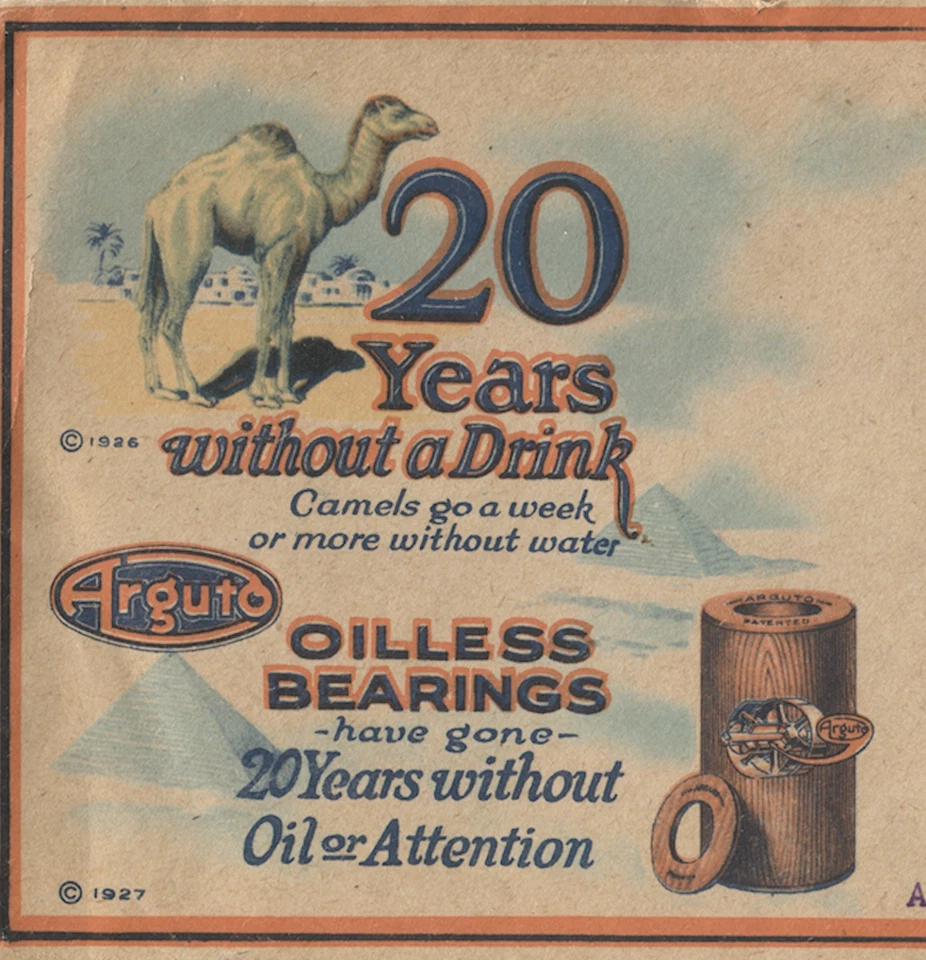 20
Years
without a Drink
© 1926
Camels go a week
or more without water
Arguto
OILLESS
BEARINGS
-have gone-
20 Years without
Oil or Attention
ARGUTO
PATENTED
Arguto
© 1927
A